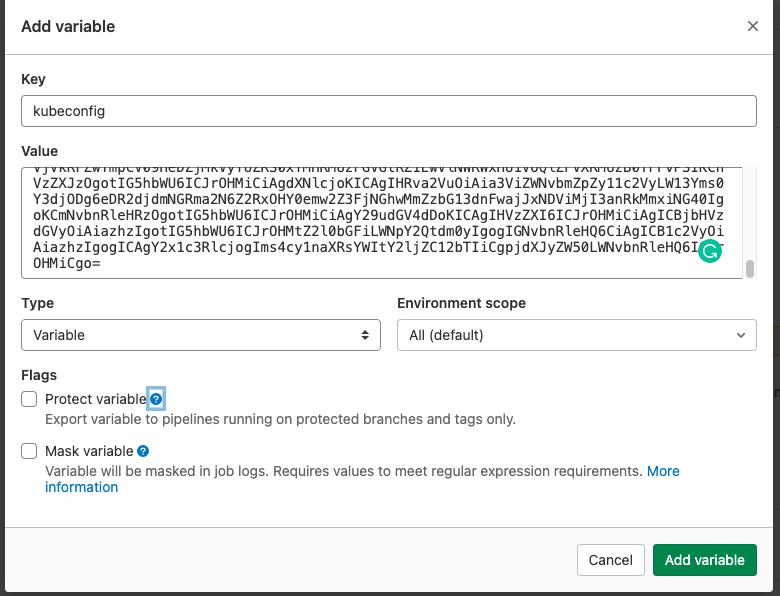 Add variable
Key
kubeconfig
Value
VzZXJzOgotIG5hbWU6ICJrOHMiCiAgdXNlcjoKICAgIHRva2VuOiAia3ViZWNvbmZpZy11c2VyLW13Yms0
Y3djODg6eDR2djdmNGRma2N6Z2RxOHY0emw2Z3FjNGhwMmZzbG13dnFwajJxNDViMjI3anRkMmxiNG40Ig
oKCmNvbnRleHRzOgotIG5hbWU6ICJrOHMiCiAgY29udGV4dDoKICAgIHVzZXI6ICJrOHMiCiAgICBjbHVz
dGVyOiAiazhzIgotIG5hbWU6ICJrOHMtZ2l0bGFiLWNpY2Qtdm0yIgogIGNvbnRleHQ6CiAgICB1c2VyOi
AiazhzIgogICAgY2x1c3RlcjogIms4cy1naXRsYWItY2ljZC12bTIiCgpjdXJyZW50LWNvbnRleHQ6I
OHMiCgo=
Type
Environment scope
Variable
All (default)
Flags
Protect variable ?
Export variable to pipelines running on protected branches and tags only.
Mask variable ?
Variable will be masked in job logs. Requires values to meet regular expression requirements. More
information
Cancel
Add variable